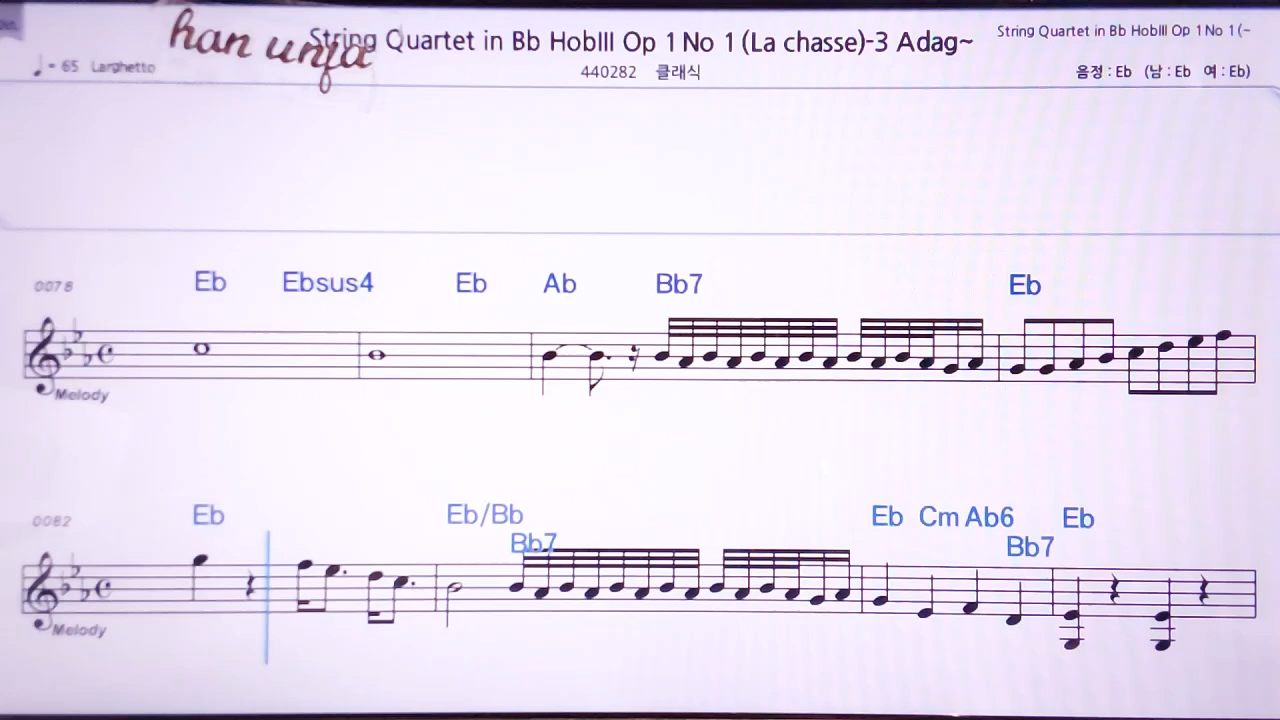 han unja
String Quartet in Bb HobIII Op 1 No 1 (La chasse)-3 Adag~
String Quartet in Bb HobIII Op 1 No 1 (~
♩ = 65 Larghetto
440282 클래식
음정 : Eb (남 : Eb 여 : Eb)
0078 Eb Ebsus4 Eb Ab Bb7 Eb
Melody
0082 Eb Eb/Bb Eb Cm Ab6 Eb
Bb7 Bb7
Melody